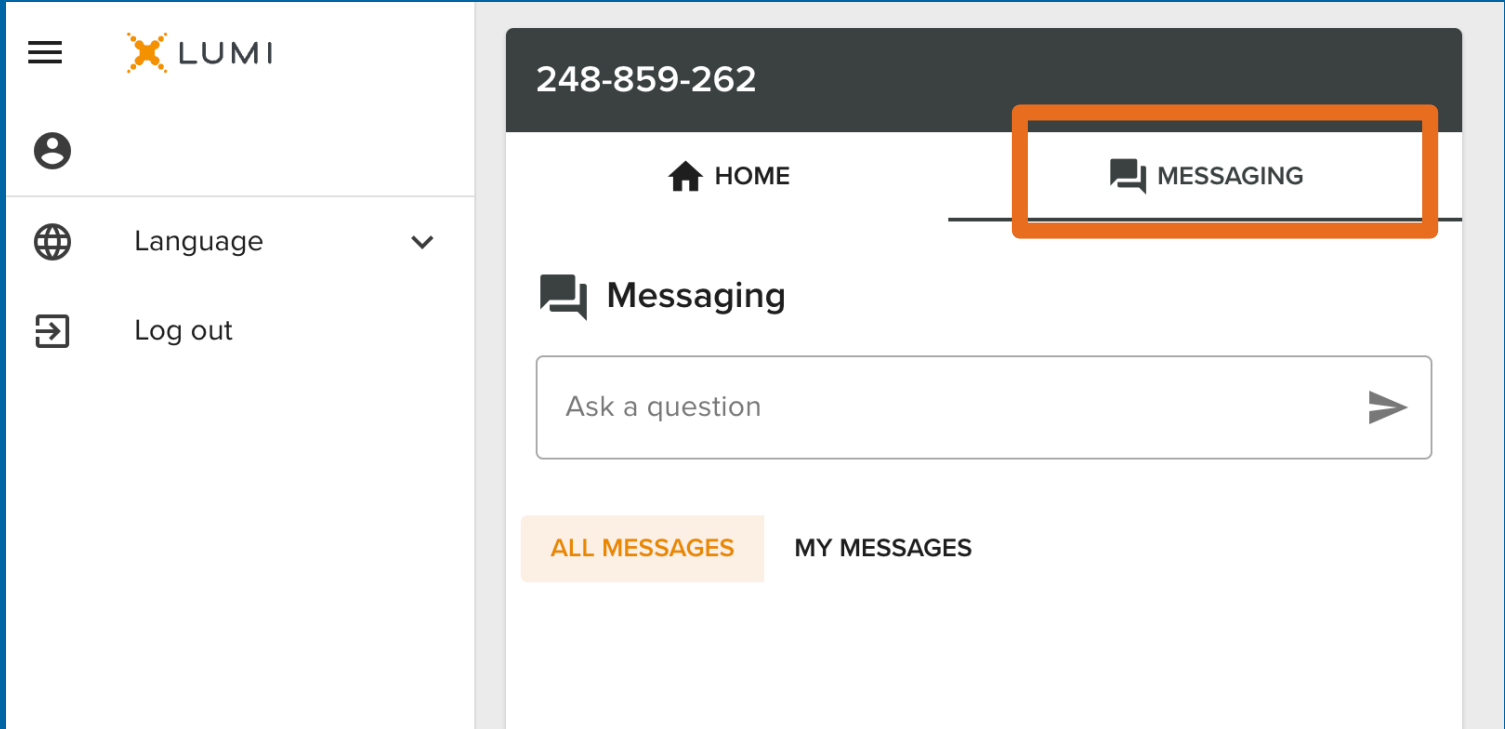 LUMI
Language
Log out
248-859-262
HOME
MESSAGING
Messaging
Ask a question
ALL MESSAGES
MY MESSAGES